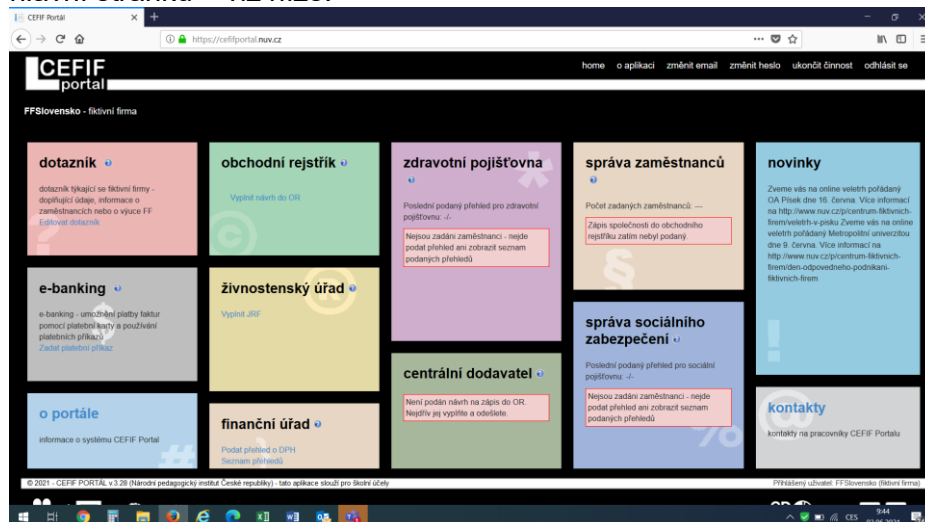 CEFIF Portál
https://cefifportal.nuv.cz
CEFIF
portal
home o aplikaci změnit email změnit heslo ukončit činnost odhlásit se
FFSlovensko - fiktivní firma
dotazník
dotazník týkající se fiktivní firmy -
doplňující údaje, informace o
zaměstnancích nebo o výuce FF
Editovat dotazník
e-banking
e-banking - umožnění platby faktur
pomocí platební karty a používání
platebních příkazů
Zadat platební příkaz
o portále
informace o systému CEFIF Portal
obchodní rejstřík
Vyplnit návrh do OR
živnostenský úřad
Vyplnit JRF
finanční úřad
Podat přehled o DPH
Seznam přehledů
zdravotní pojišťovna
Poslední podaný přehled pro zdravotní
pojišťovnu: -/-
Nejsou zadáni zaměstnanci - nejde
podat přehled ani zobrazit seznam
podaných přehledů
centrální dodavatel
Není podán návrh na zápis do OR.
Nejdřív jej vyplňte a odešlete.
správa zaměstnanců
Počet zadaných zaměstnanců: ---
Zápis společnosti do obchodního
rejstříku zatím nebyl podaný.
správa sociálního
zabezpečení
Poslední podaný přehled pro sociální
pojišťovnu: -/-
Nejsou zadáni zaměstnanci - nejde
podat přehled ani zobrazit seznam
podaných přehledů
novinky
Zveme vás na online veletrh pořádaný
OA Písek dne 16. června. Více informací
na http://www.nuv.cz/p/centrum-fiktivnich-
firem/veletrh-v-pisku Zveme vás na online
veletrh pořádaný Metropolitní univerzitou
dne 9. června. Více informací na
http://www.nuv.cz/p/centrum-fiktivnich-
firem/den-odpovedneho-podnikani-
fiktivnich-firem
kontakty
kontakty na pracovníky CEFIF Portalu
© 2021 - CEFIF PORTÁL v.3.28 (Národní pedagogický institut České republiky) - tato aplikace slouží pro školní účely
Přihlášený uživatel: FFSlovensko (fiktivní firma)
CES
9:44